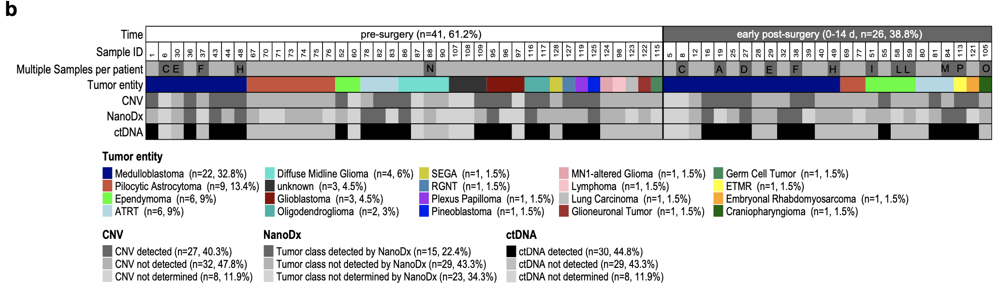 b
Time pre-surgery (n=41, 61.2%) early post-surgery (0-14 d, n=26, 38.8%)
Sample ID 1 6 30 36 37 43 44 48 67 70 71 73 74 75 76 52 60 78 82 83 86 87 88 90 107 108 109 95 96 97 116 117 128 127 119 125 124 98 123 122 115 5 8 12 16 19 25 27 28 29 32 38 39 40 49 69 77 51 55 58 59 80 81 84 113 121 105
Multiple Samples per patient C E F H N C A D E F H I L L M P O
Tumor entity
CNV
NanoDx
ctDNA
Tumor entity
Medulloblastoma (n=22, 32.8%) Diffuse Midline Glioma (n=4, 6%) SEGA (n=1, 1.5%) MN1-altered Glioma (n=1, 1.5%) Germ Cell Tumor (n=1, 1.5%)
Pilocytic Astrocytoma (n=9, 13.4%) unknown (n=3, 4.5%) RGNT (n=1, 1.5%) Lymphoma (n=1, 1.5%) ETMR (n=1, 1.5%)
Ependymoma (n=6, 9%) Glioblastoma (n=3, 4.5%) Plexus Papilloma (n=1, 1.5%) Lung Carcinoma (n=1, 1.5%) Embryonal Rhabdomyosarcoma (n=1, 1.5%)
ATRT (n=6, 9%) Oligodendroglioma (n=2, 3%) Pineoblastoma (n=1, 1.5%) Glioneuronal Tumor (n=1, 1.5%) Craniopharyngioma (n=1, 1.5%)
CNV NanoDx ctDNA
CNV detected (n=27, 40.3%) Tumor class detected by NanoDx (n=15, 22.4%) ctDNA detected (n=30, 44.8%)
CNV not detected (n=32, 47.8%) Tumor class not detected by NanoDx (n=29, 43.3%) ctDNA not detected (n=29, 43.3%)
CNV not determined (n=8, 11.9%) Tumor class not determined by NanoDx (n=23, 34.3%) ctDNA not determined (n=8, 11.9%)